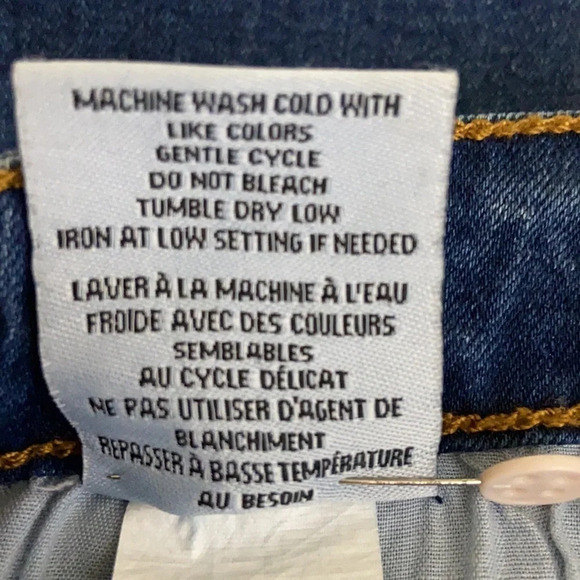 MACHINE WASH COLD WITH
LIKE COLORS
GENTLE CYCLE
DO NOT BLEACH
TUMBLE DRY LOW
IRON AT LOW SETTING IF NEEDED
LAVER À LA MACHINE À L'EAU
FROIDE AVEC DES COULEURS
SEMBLABLES
AU CYCLE DÉLICAT
NE PAS UTILISER D'AGENT DE
BLANCHIMENT
REPASSER À BASSE TEMPÉRATURE
AU BESOIN